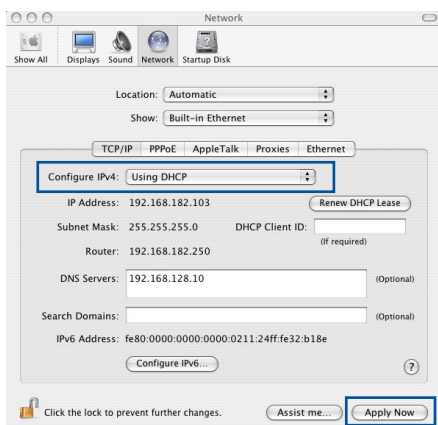 Network
Show All Displays Sound Network Startup Disk
Location: Automatic
Show: Built-in Ethernet
TCP/IP PPPoE AppleTalk Proxies Ethernet
Configure IPv4: Using DHCP
IP Address: 192.168.182.103 Renew DHCP Lease
Subnet Mask: 255.255.255.0 DHCP Client ID:
(If required)
Router: 192.168.182.250
DNS Servers: 192.168.128.10 (Optional)
Search Domains: (Optional)
IPv6 Address: fe80:0000:0000:0000:0211:24ff:fe32:b18e
Configure IPv6... ?
Click the lock to prevent further changes. Assist me... Apply Now